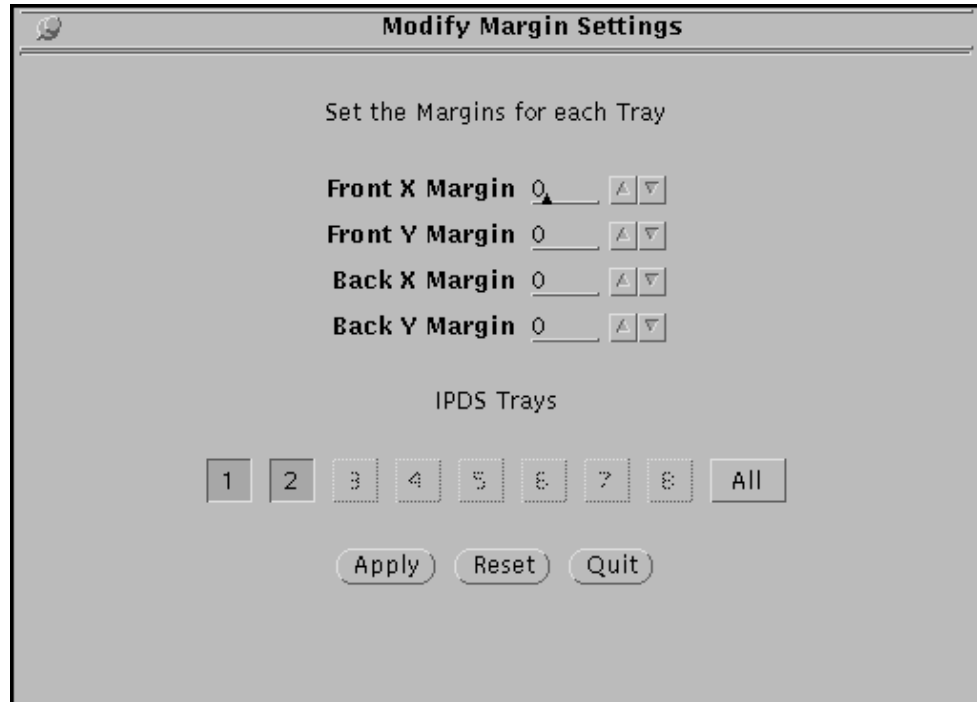 Modify Margin Settings
Set the Margins for each Tray
Front X Margin 0
Front Y Margin 0
Back X Margin 0
Back Y Margin 0
IPDS Trays
1 2 3 4 5 6 7 8 All
Apply Reset Quit